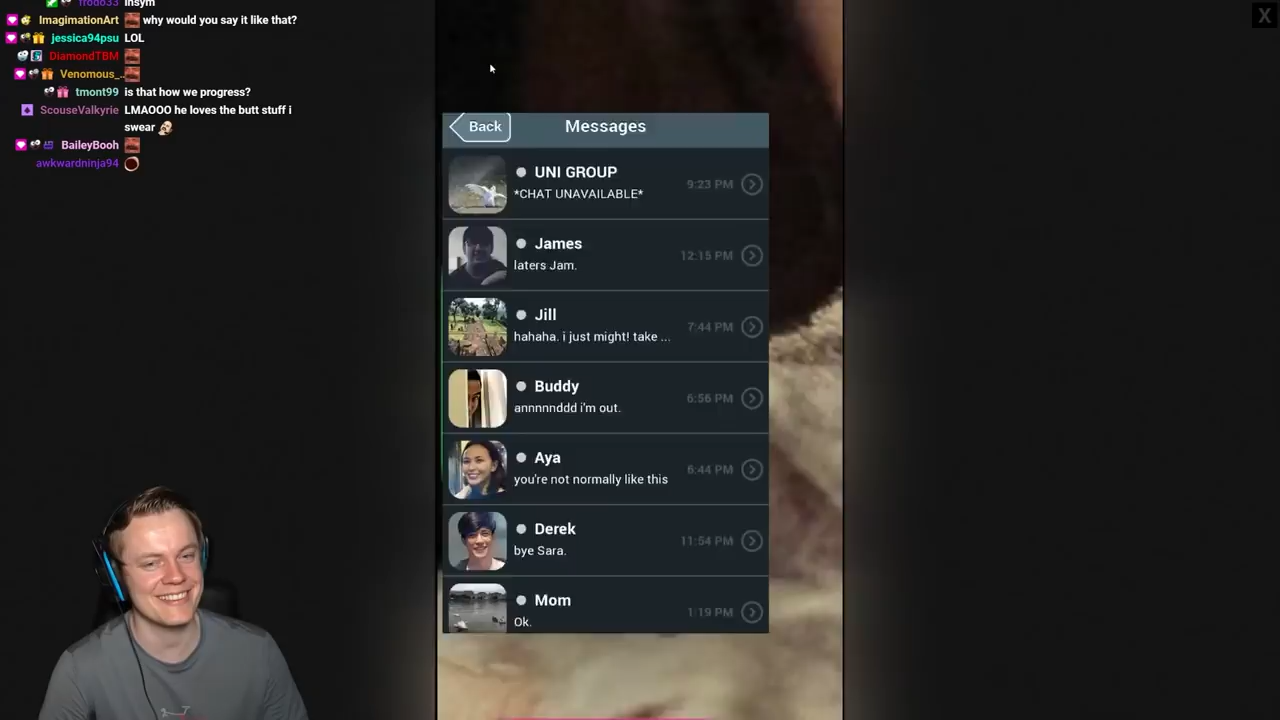 frodo33 insym
ImaginationArt why would you say it like that?
jessica94psu LOL
DiamondTBM
Venomous_..
tmont99 is that how we progress?
ScouseValkyrie LMAOOO he loves the butt stuff i
swear
BaileyBooh
awkwardninja94
X
Back
Messages
UNI GROUP
*CHAT UNAVAILABLE*
9:23 PM
James
laters Jam.
12:15 PM
Jill
hahaha. i just might! take ...
7:44 PM
Buddy
annnnnddd i'm out.
6:56 PM
Aya
you're not normally like this
6:44 PM
Derek
bye Sara.
11:54 PM
Mom
Ok.
1:19 PM